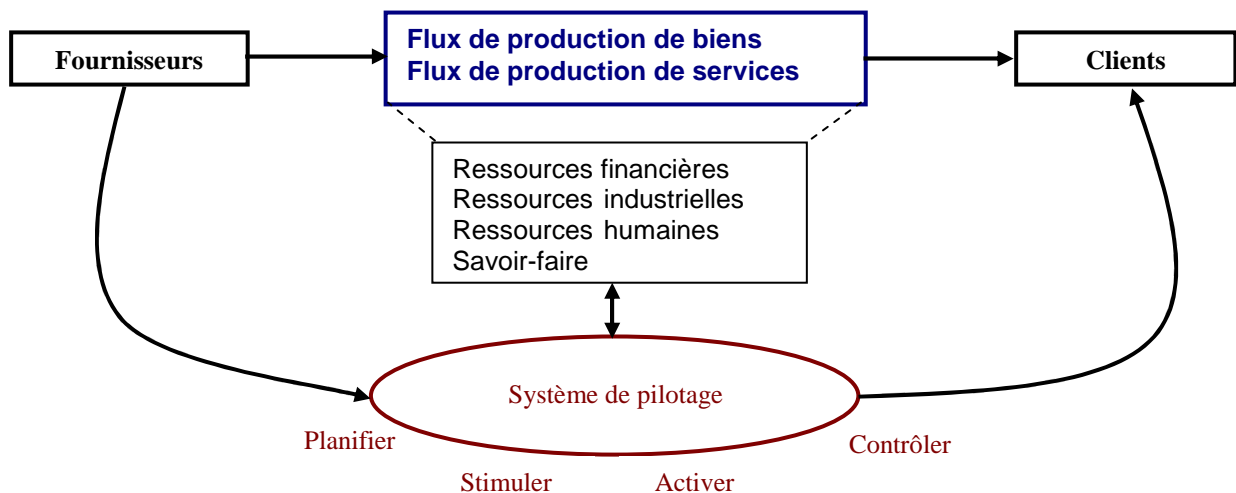 Fournisseurs
Flux de production de biens
Flux de production de services
Clients
Ressources financières
Ressources industrielles
Ressources humaines
Savoir-faire
Système de pilotage
Planifier
Contrôler
Stimuler
Activer